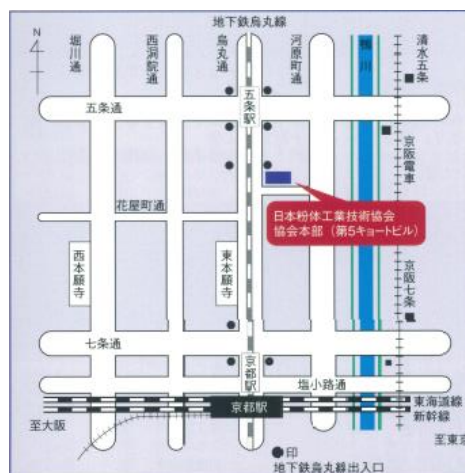 地下鉄烏丸線
N
堀川通
西洞院通
烏丸通
河原町通
鴨川
清水五条
五条通
五条駅
京阪電車
花屋町通
日本粉体工業技術協会
協会本部（第5キョートビル）
西本願寺
東本願寺
京阪七条
七条通
京都駅
塩小路通
京都駅
東海道線
新幹線
至大阪
至東京
●印
地下鉄烏丸線出入口